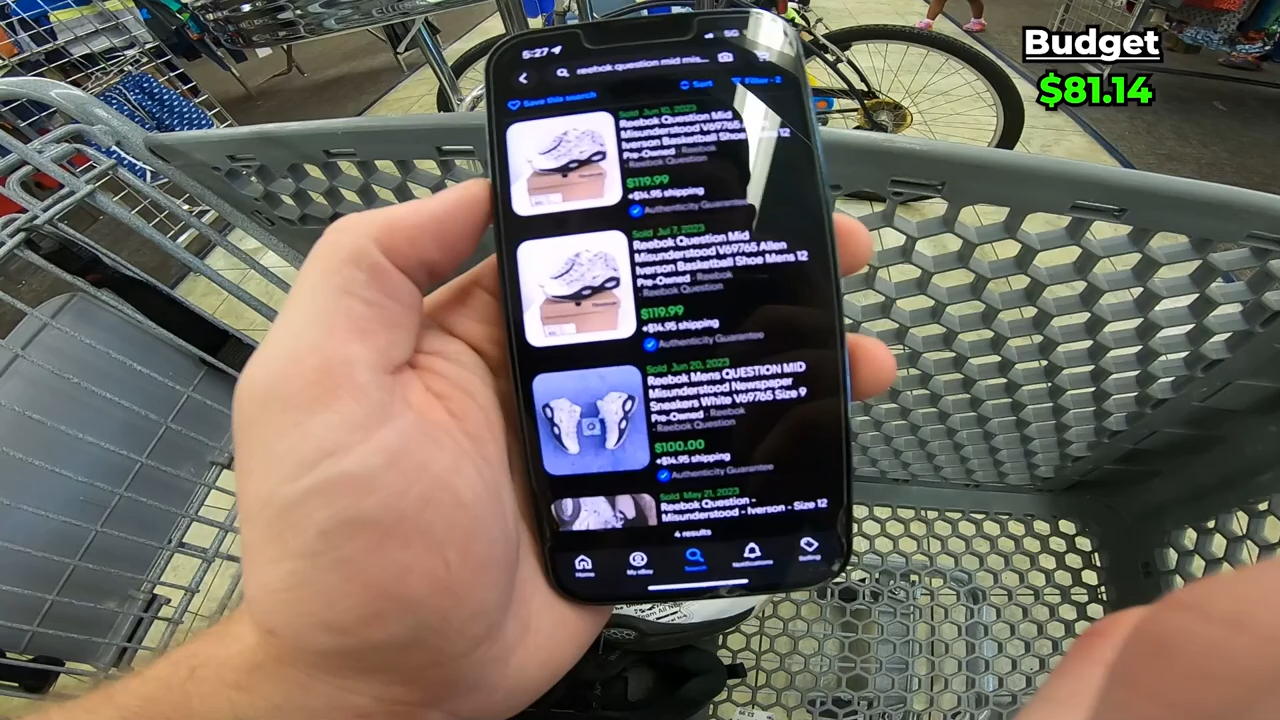 Budget
$81.14
5:27
5G
reebok question mid mis...
Save this search
Sort
Filter • 2
Sold Jun 10, 2023
Reebok Question Mid
Misunderstood V69765
Iverson Basketball Shoe 12
Pre-Owned · Reebok
· Reebok Question
$119.99
+$14.95 shipping
Authenticity Guarantee
Sold Jul 7, 2023
Reebok Question Mid
Misunderstood V69765 Allen
Iverson Basketball Shoe Mens 12
Pre-Owned · Reebok
· Reebok Question
$119.99
+$14.95 shipping
Authenticity Guarantee
Sold Jun 20, 2023
Reebok Mens QUESTION MID
Misunderstood Newspaper
Sneakers White V69765 Size 9
Pre-Owned · Reebok
· Reebok Question
$100.00
+$14.95 shipping
Authenticity Guarantee
Sold May 21, 2023
Reebok Question -
Misunderstood - Iverson - Size 12
4 results
Home
My eBay
Search
Notifications
Selling